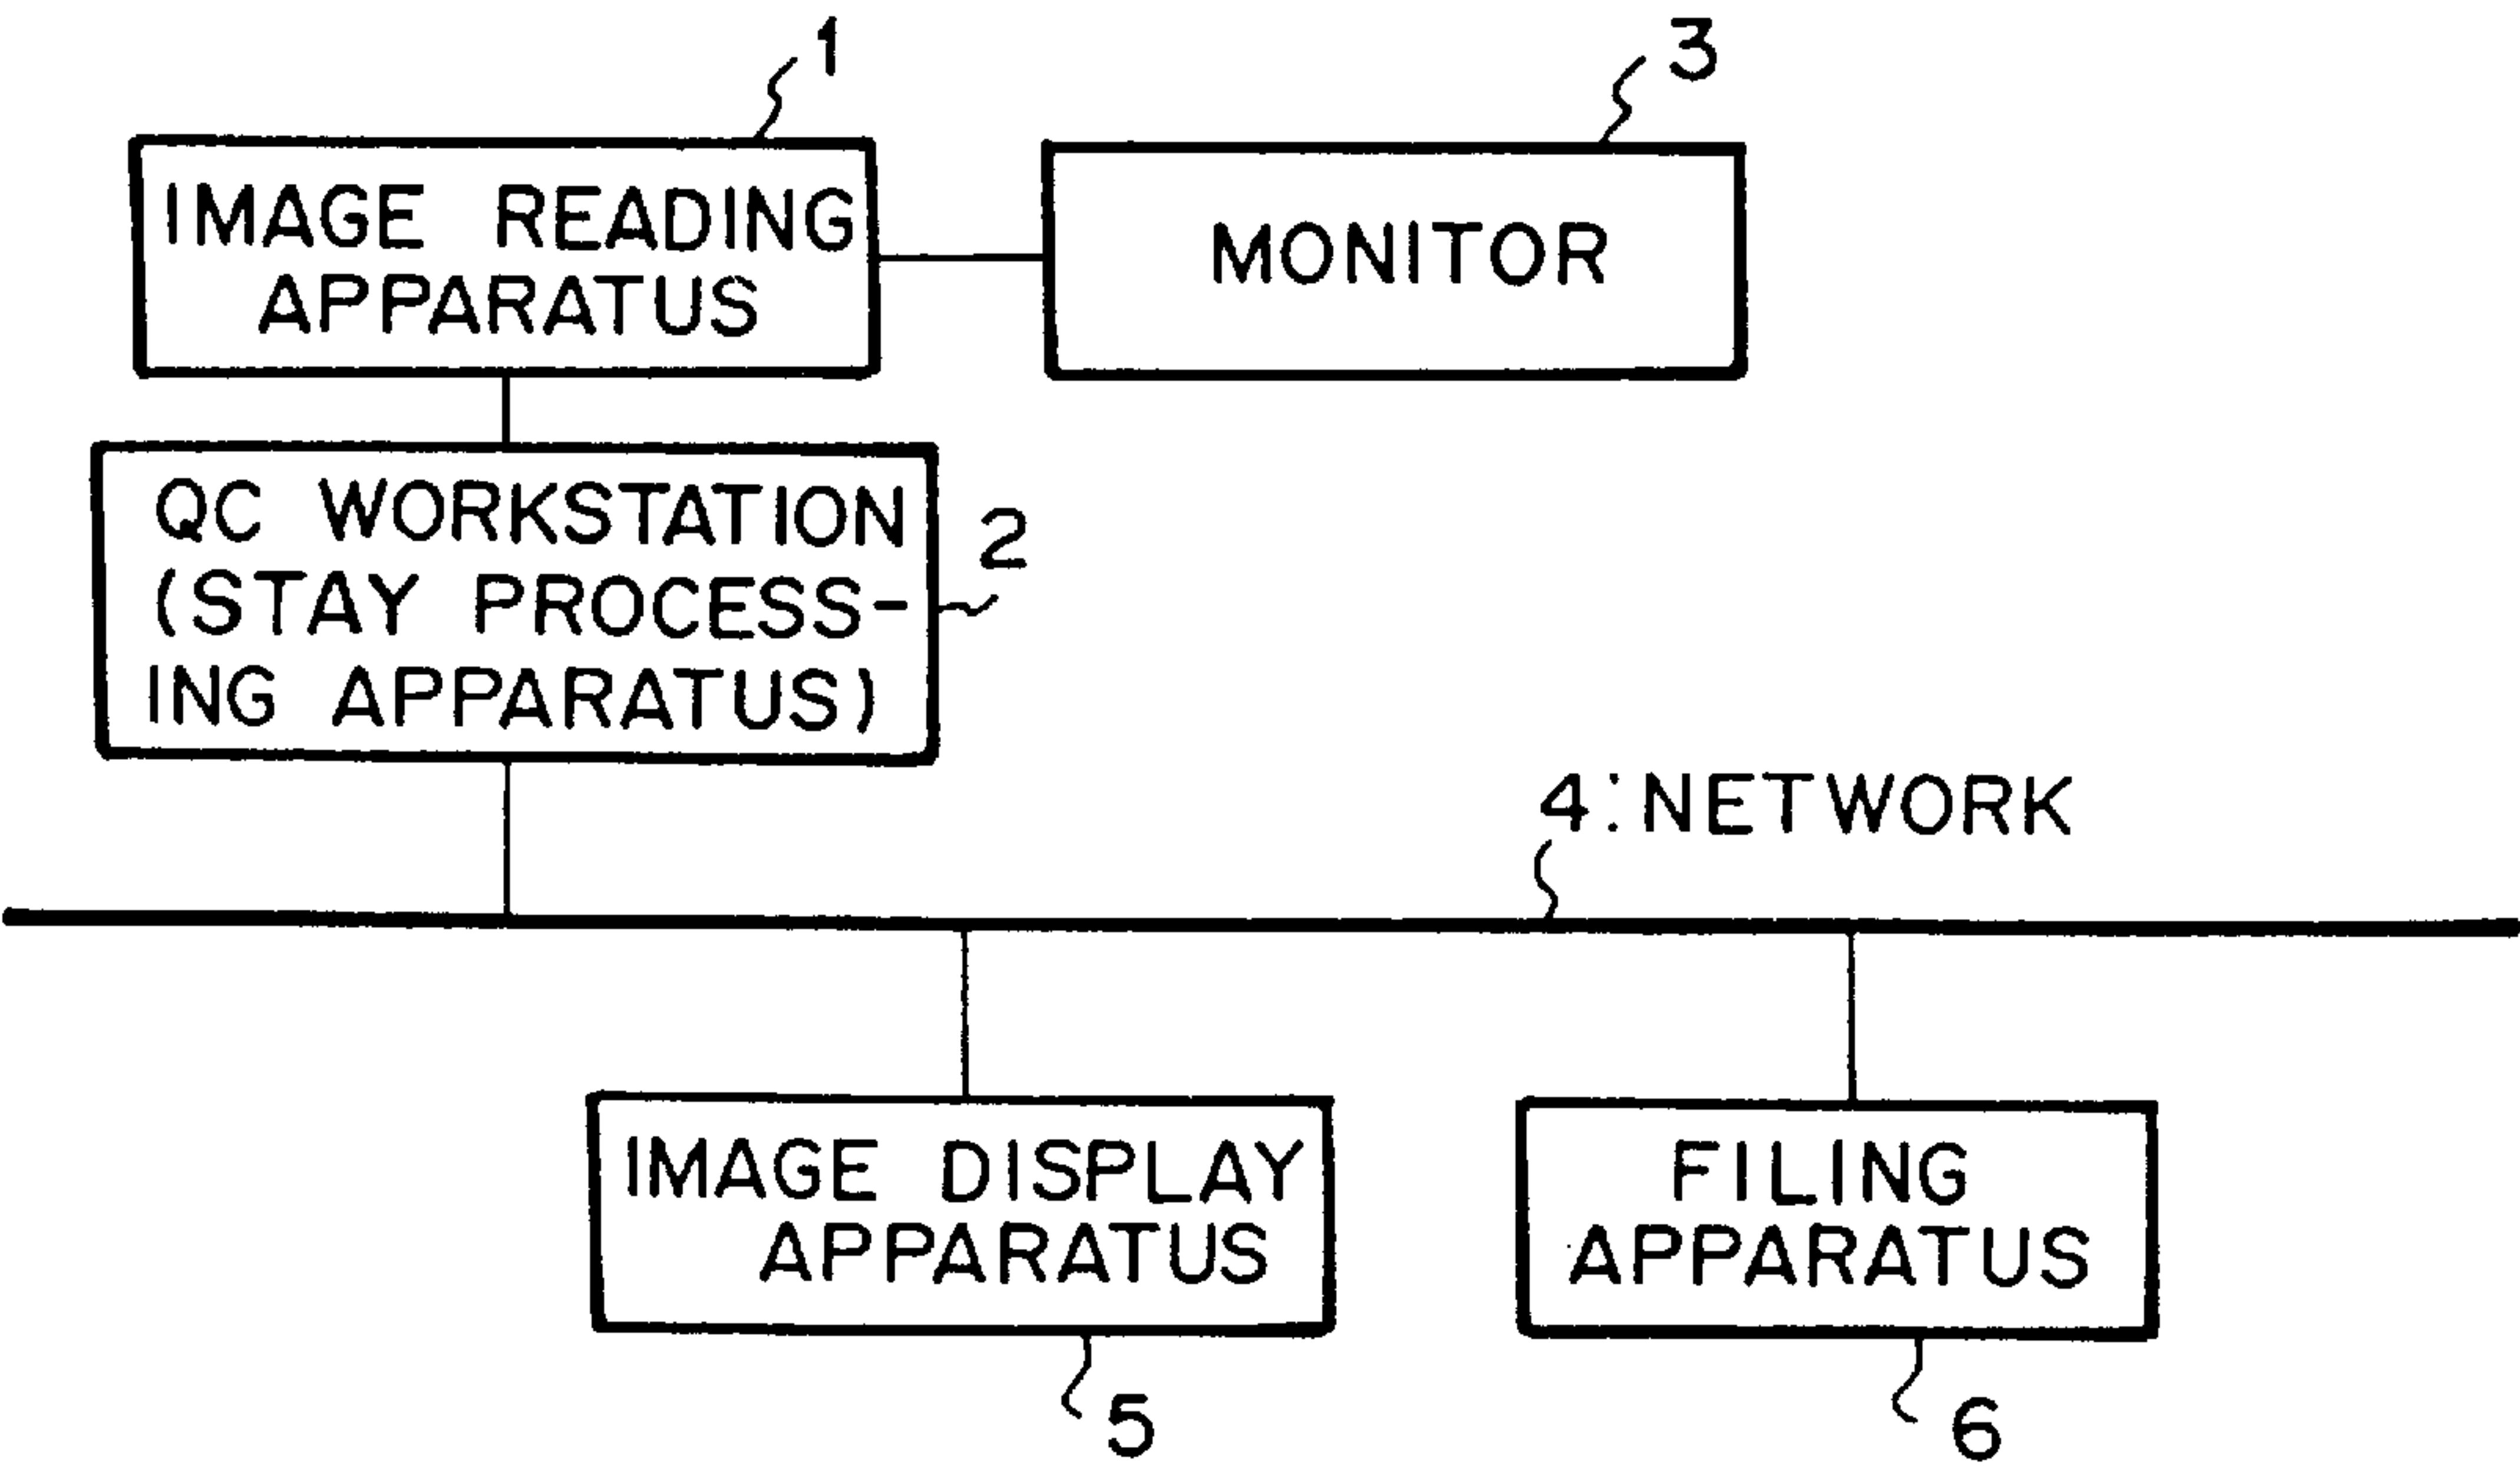 1
3
IMAGE READING
APPARATUS
MONITOR
QC WORKSTATION
(STAY PROCESS-
ING APPARATUS)
2
4:NETWORK
IMAGE DISPLAY
APPARATUS
FILING
APPARATUS
5
6